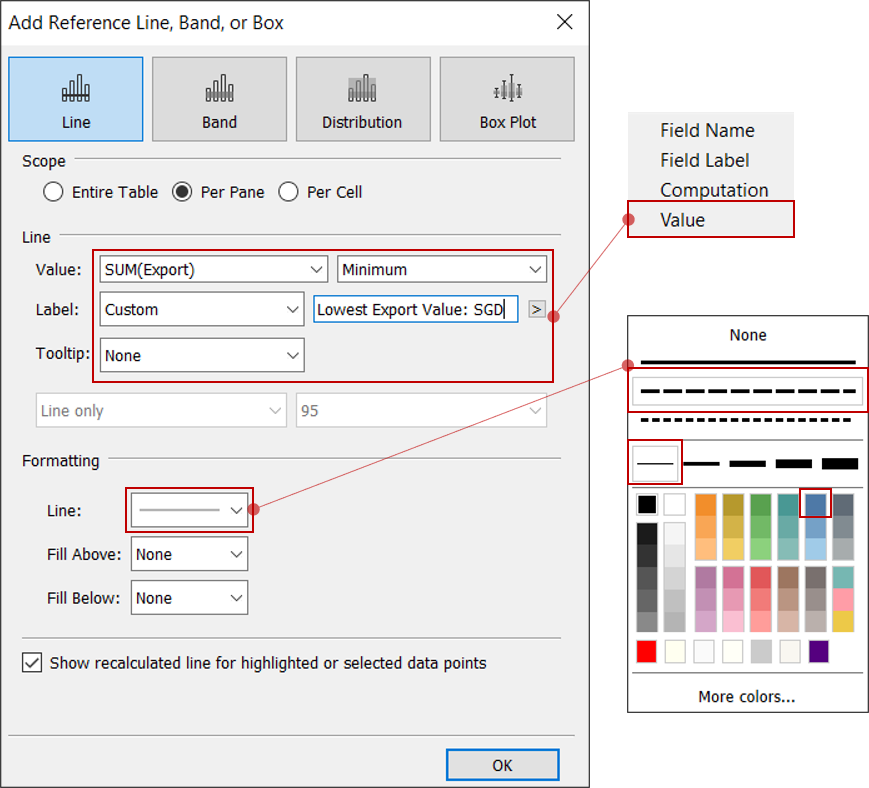 Add Reference Line, Band, or Box
Line
Band
Distribution
Box Plot
Scope
Entire Table
Per Pane
Per Cell
Line
Value:
SUM(Export)
Minimum
Label:
Custom
Lowest Export Value: SGD
>
Tooltip:
None
Line only
95
Formatting
Line:
Fill Above:
None
Fill Below:
None
Show recalculated line for highlighted or selected data points
OK
Field Name
Field Label
Computation
Value
None
More colors...